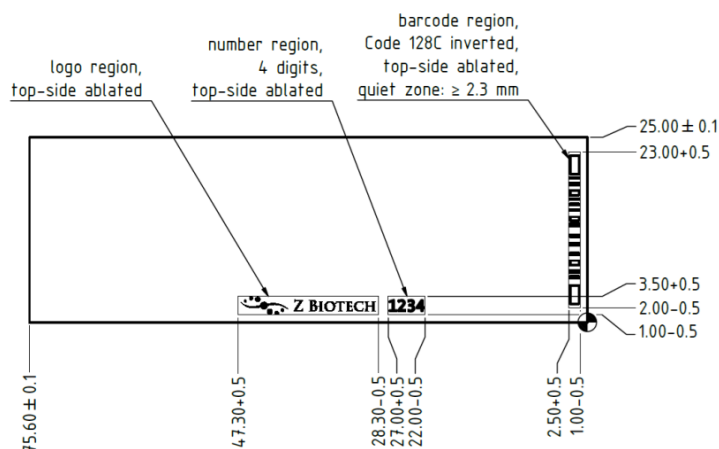 barcode region,
Code 128C inverted,
top-side ablated,
quiet zone: ≥ 2.3 mm
number region,
4 digits,
top-side ablated
logo region,
top-side ablated
25.00 ± 0.1
23.00+0.5
3.50+0.5
2.00-0.5
1.00-0.5
Z BIOTECH
1234
75.60 ± 0.1
47.30+0.5
28.30-0.5
27.00+0.5
22.00-0.5
2.50+0.5
1.00-0.5